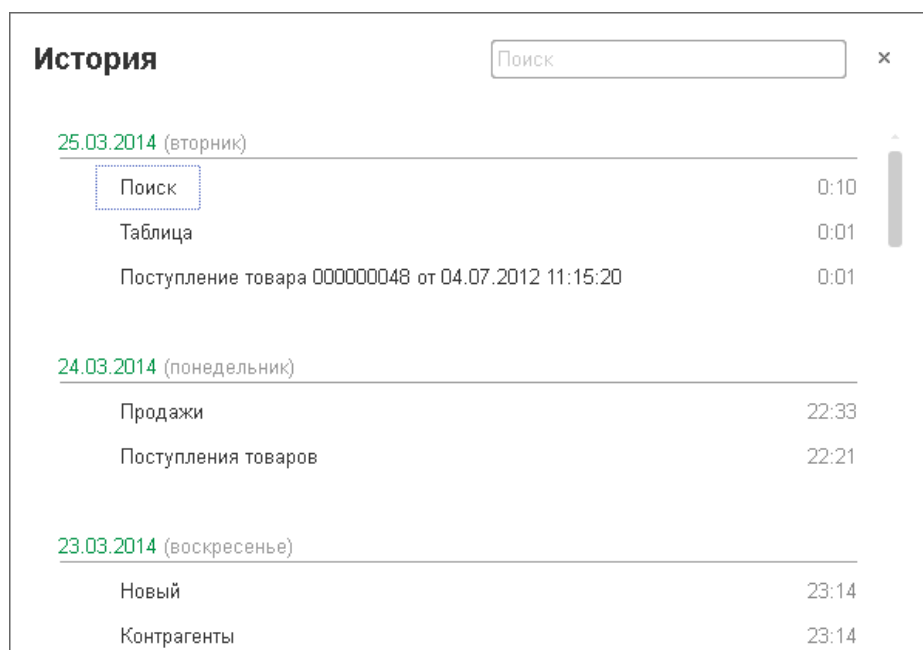 История
Поиск
×
25.03.2014 (вторник)
Поиск 0:10
Таблица 0:01
Поступление товара 000000048 от 04.07.2012 11:15:20 0:01
24.03.2014 (понедельник)
Продажи 22:33
Поступления товаров 22:21
23.03.2014 (воскресенье)
Новый 23:14
Контрагенты 23:14